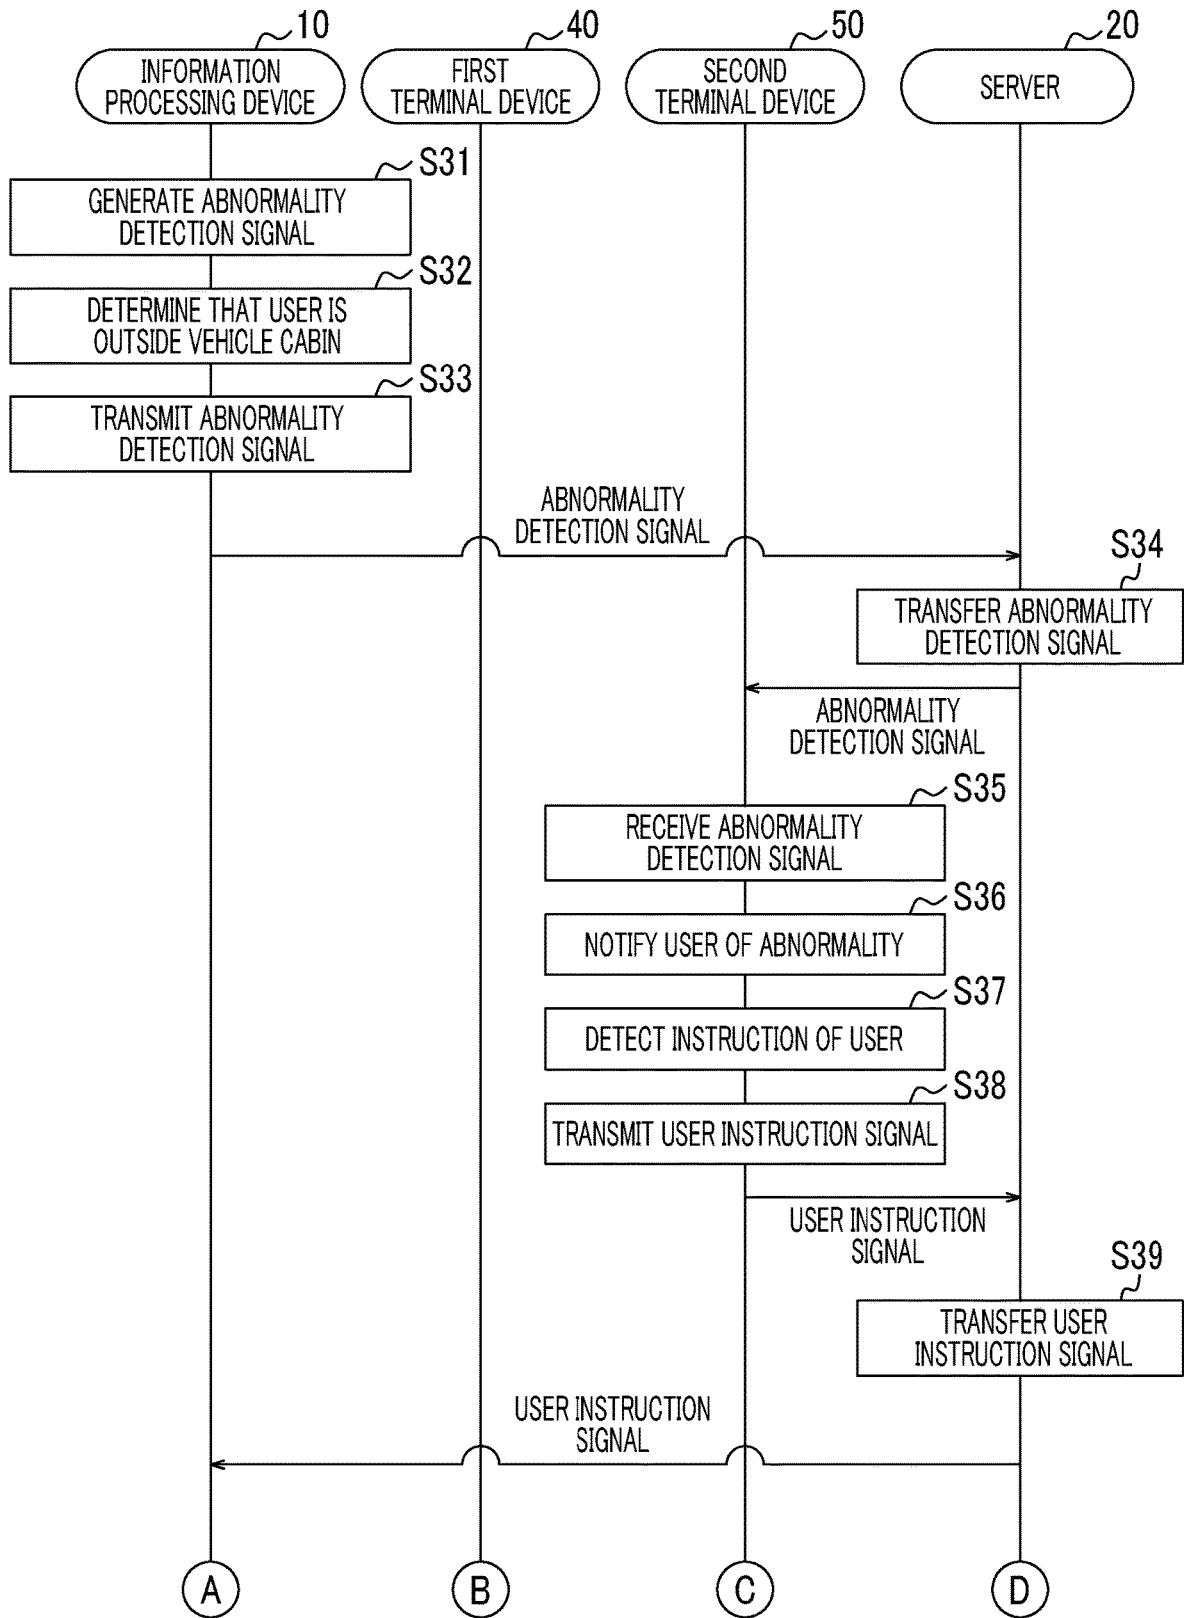 10
40
50
20
INFORMATION
PROCESSING DEVICE
FIRST
TERMINAL DEVICE
SECOND
TERMINAL DEVICE
SERVER
S31
GENERATE ABNORMALITY
DETECTION SIGNAL
S32
DETERMINE THAT USER IS
OUTSIDE VEHICLE CABIN
S33
TRANSMIT ABNORMALITY
DETECTION SIGNAL
ABNORMALITY
DETECTION SIGNAL
S34
TRANSFER ABNORMALITY
DETECTION SIGNAL
ABNORMALITY
DETECTION SIGNAL
S35
RECEIVE ABNORMALITY
DETECTION SIGNAL
S36
NOTIFY USER OF ABNORMALITY
S37
DETECT INSTRUCTION OF USER
S38
TRANSMIT USER INSTRUCTION SIGNAL
USER INSTRUCTION
SIGNAL
S39
TRANSFER USER
INSTRUCTION SIGNAL
USER INSTRUCTION
SIGNAL
A
B
C
D